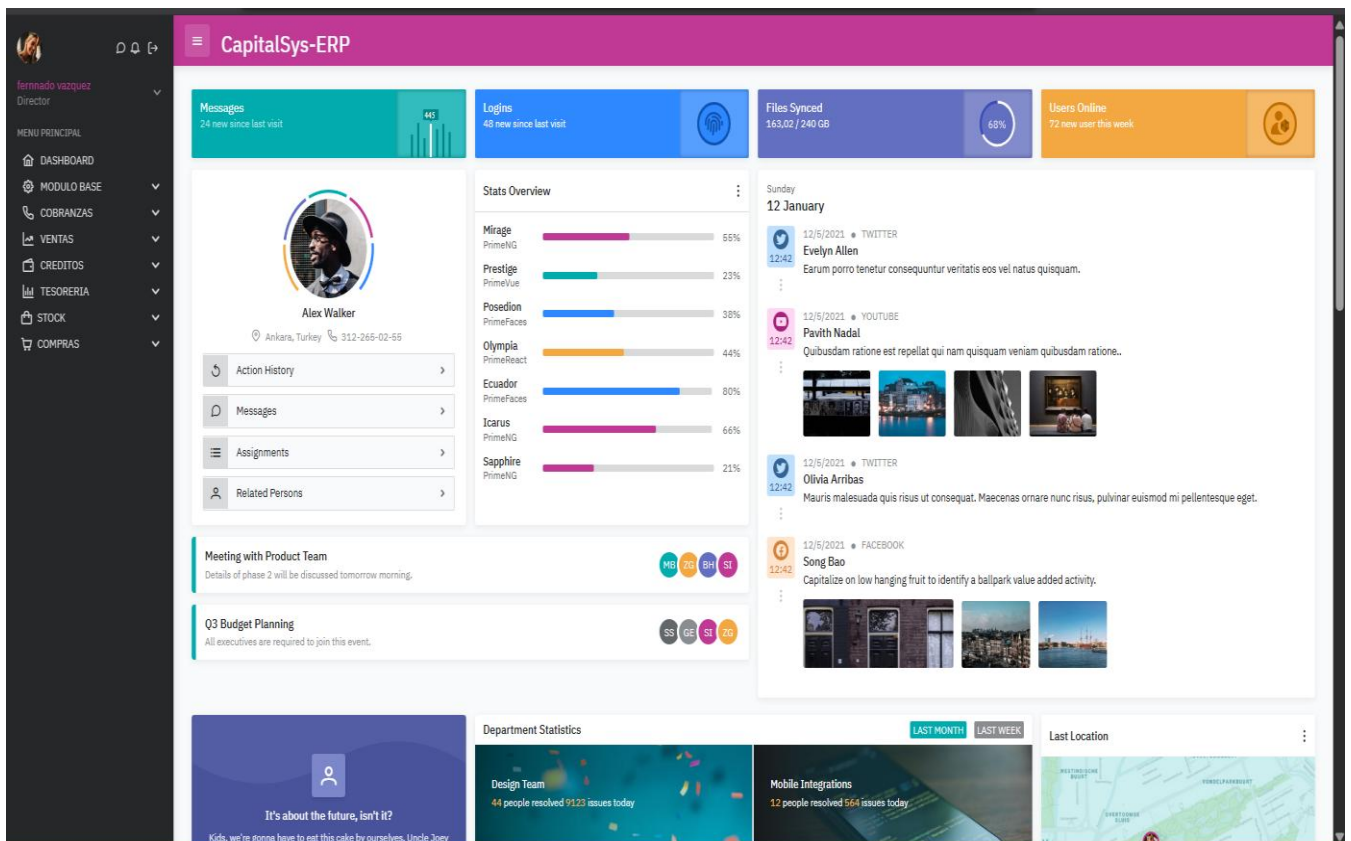 CapitalSys-ERP
fernnado vazquez
Director
MENU PRINCIPAL
DASHBOARD
MODULO BASE
COBRANZAS
VENTAS
CREDITOS
TESORERIA
STOCK
COMPRAS
Messages
24 new since last visit
445
Logins
48 new since last visit
Files Synced
163,02 / 240 GB
68%
Users Online
72 new user this week
Alex Walker
Ankara, Turkey 312-265-02-55
Action History
Messages
Assignments
Related Persons
Stats Overview
Mirage
PrimeNG
55%
Prestige
PrimeVue
23%
Posedion
PrimeFaces
38%
Olympia
PrimeReact
44%
Ecuador
PrimeFaces
80%
Icarus
PrimeNG
66%
Sapphire
PrimeNG
21%
Sunday
12 January
12:42
12/5/2021 ● TWITTER
Evelyn Allen
Earum porro tenetur consequuntur veritatis eos vel natus quisquam.
12:42
12/5/2021 ● YOUTUBE
Pavith Nadal
Quibusdam ratione est repellat qui nam quisquam veniam quibusdam ratione..
12:42
12/5/2021 ● TWITTER
Olivia Arribas
Mauris malesuada quis risus ut consequat. Maecenas ornare nunc risus, pulvinar euismod mi pellentesque eget.
12:42
12/5/2021 ● FACEBOOK
Song Bao
Capitalize on low hanging fruit to identify a ballpark value added activity.
Meeting with Product Team
Details of phase 2 will be discussed tomorrow morning.
MB ZG BH SI
Q3 Budget Planning
All executives are required to join this event.
SS GE SI ZG
It's about the future, isn't it?
Kids, we're gonna have to eat this cake by ourselves, Uncle Joey
Department Statistics
LAST MONTH LAST WEEK
Design Team
44 people resolved 9123 issues today
Mobile Integrations
12 people resolved 564 issues today
Last Location
VONDELPARKBUURT